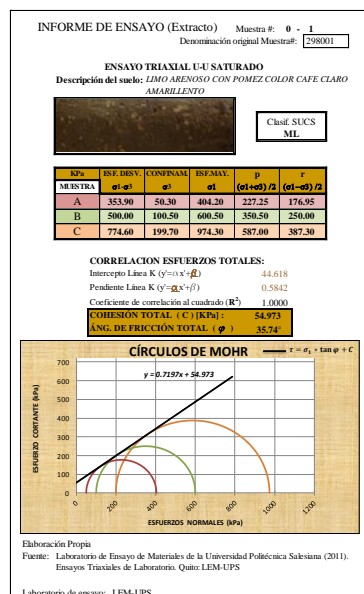 INFORME DE ENSAYO (Extracto) Muestra #: 0 - 1
Denominación original Muestra#: 298001
ENSAYO TRIAXIAL U-U SATURADO
Descripción del suelo: LIMO ARENOSO CON POMEZ COLOR CAFE CLARO
AMARILLENTO
Clasif. SUCS
ML
KPa ESF. DESV. CONFINAM. ESF.MAY. p r
MUESTRA σ1-σ3 σ3 σ1 (σ1+σ3) /2 (σ1−σ3) /2
A 353.90 50.30 404.20 227.25 176.95
B 500.00 100.50 600.50 350.50 250.00
C 774.60 199.70 974.30 587.00 387.30
CORRELACION ESFUERZOS TOTALES:
Intercepto Línea K (y'=αx'+β) 44.618
Pendiente Línea K (y'=αx'+β) 0.5842
Coeficiente de correlación al cuadrado (R²) 1.0000
COHESIÓN TOTAL ( C ) [KPa] : 54.973
ÁNG. DE FRICCIÓN TOTAL ( φ ) 35.74°
CÍRCULOS DE MOHR
τ = σ₁ * tan φ + C
y = 0.7197x + 54.973
ESFUERZO CORTANTE (kPa)
700
600
500
400
300
200
100
0
0 200 400 600 800 1000 1200
ESFUERZOS NORMALES (kPa)
Elaboración Propia
Fuente: Laboratorio de Ensayo de Materiales de la Universidad Politécnica Salesiana (2011).
Ensayos Triaxiales de Laboratorio. Quito: LEM-UPS
Laboratorio de ensayo: LEM-UPS